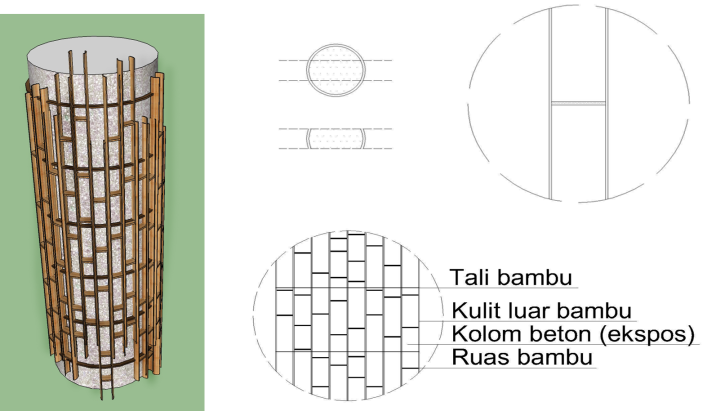 Tali bambu
Kulit luar bambu
Kolom beton (ekspos)
Ruas bambu